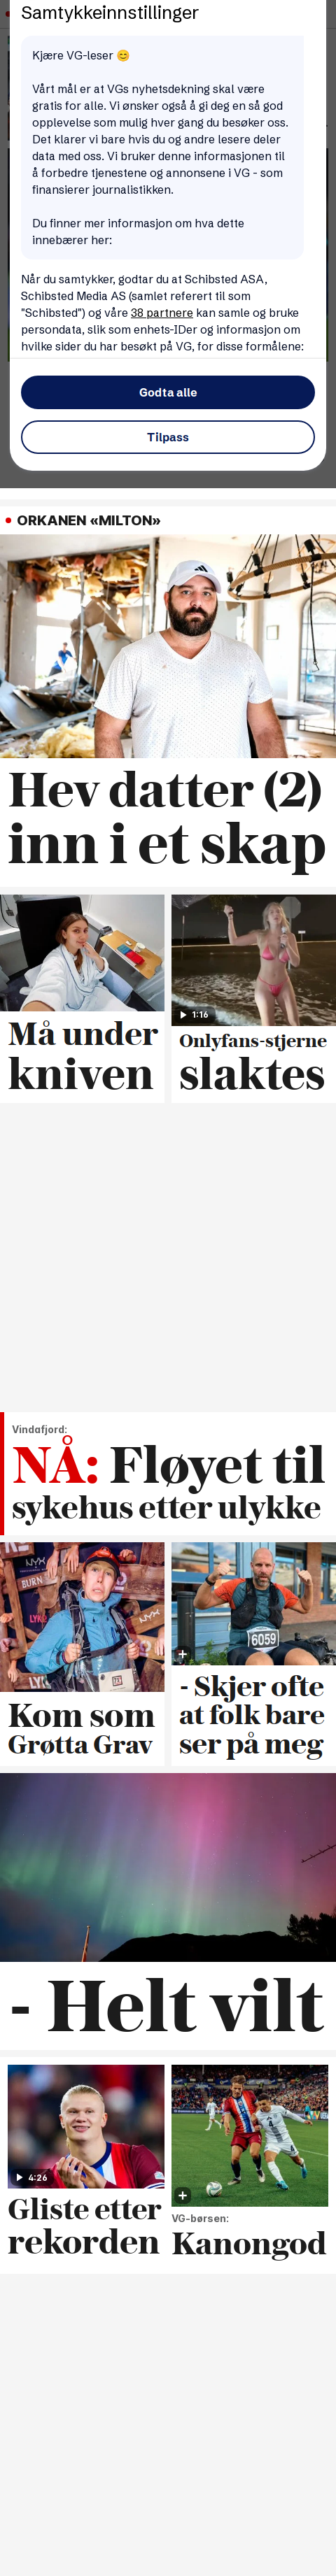 Samtykkeinnstillinger
Kjære VG-leser 😊
Vårt mål er at VGs nyhetsdekning skal være
gratis for alle. Vi ønsker også å gi deg en så god
opplevelse som mulig hver gang du besøker oss.
Det klarer vi bare hvis du og andre lesere deler
data med oss. Vi bruker denne informasjonen til
å forbedre tjenestene og annonsene i VG - som
finansierer journalistikken.
Du finner mer informasjon om hva dette
innebærer her:
Når du samtykker, godtar du at Schibsted ASA,
Schibsted Media AS (samlet referert til som
"Schibsted") og våre 38 partnere kan samle og bruke
persondata, slik som enhets-IDer og informasjon om
hvilke sider du har besøkt på VG, for disse formålene:
Godta alle
Tilpass
ORKANEN «MILTON»
Hev datter (2)
inn i et skap
Må under
kniven
1:16
Onlyfans-stjerne
slaktes
Vindafjord:
NÅ: Fløyet til
sykehus etter ulykke
NYX
BURN
LYKO
NYX
LYK
Kom som
Grøtta Grav
6059
- Skjer ofte
at folk bare
ser på meg
- Helt vilt
4:26
Gliste etter
rekorden
VG-børsen:
Kanongod